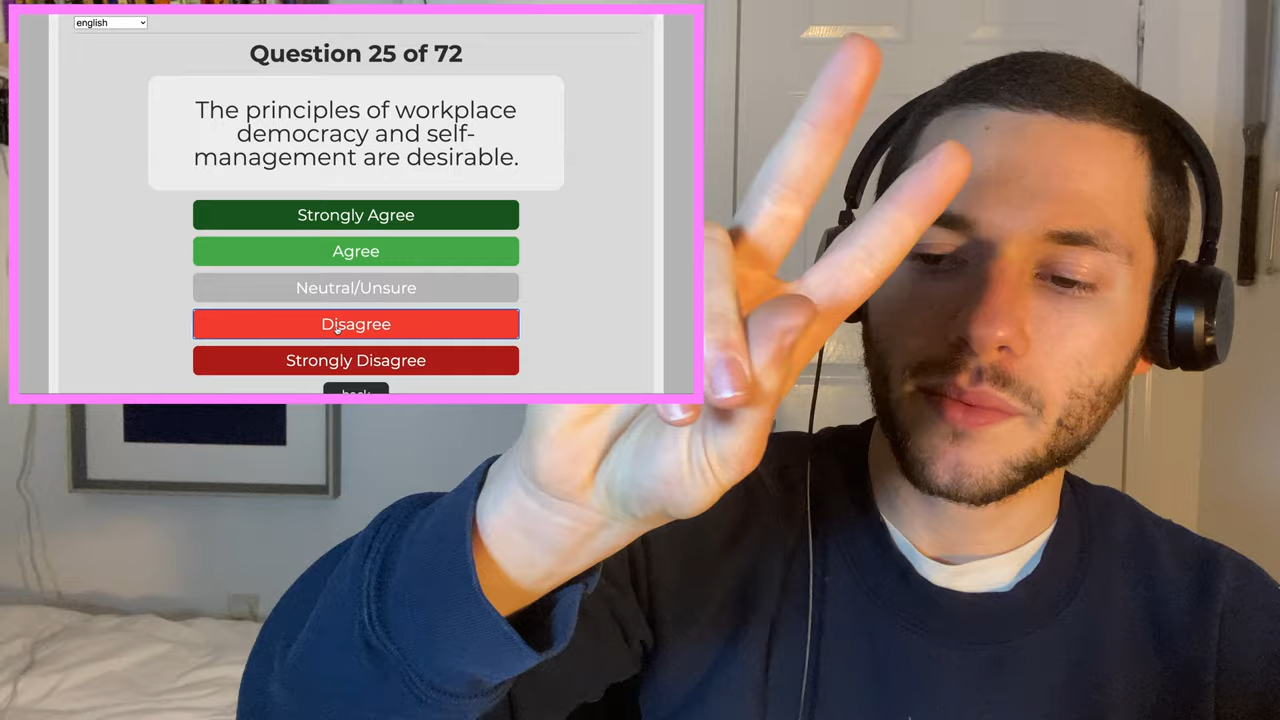 english
Question 25 of 72
The principles of workplace
democracy and self-
management are desirable.
Strongly Agree
Agree
Neutral/Unsure
Disagree
Strongly Disagree
back